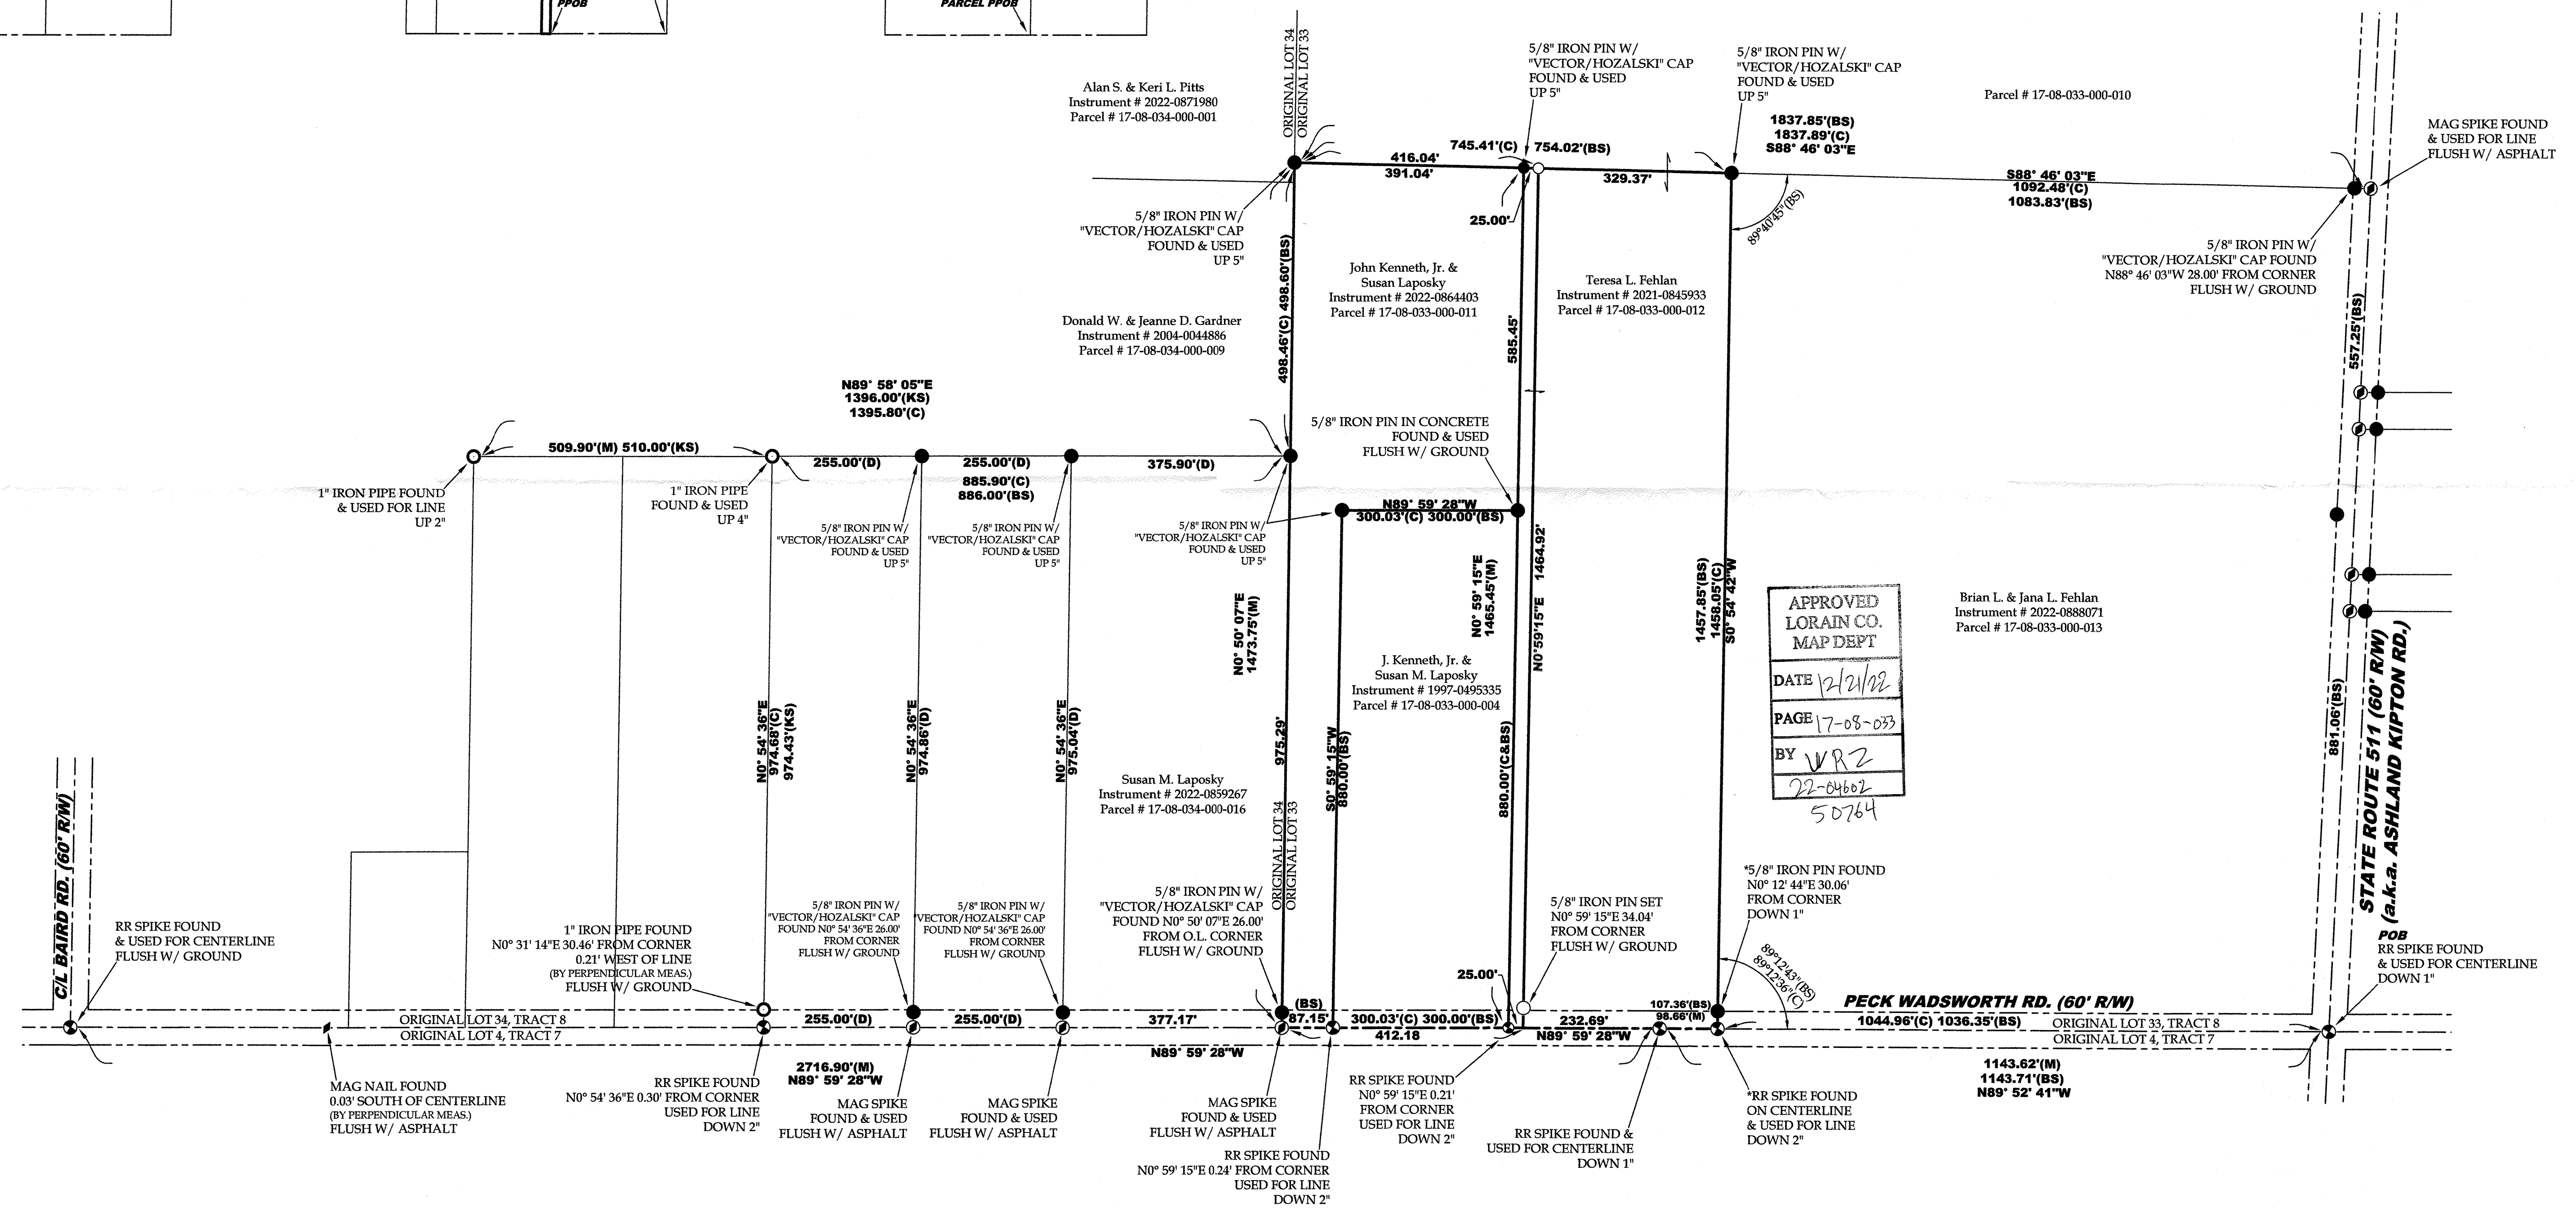 PPOB
PARCEL PPOB
ORIGINAL LOT 34
ORIGINAL LOT 33
Alan S. & Keri L. Pitts
Instrument # 2022-0871980
Parcel # 17-08-034-000-001
5/8" IRON PIN W/
"VECTOR/HOZALSKI" CAP
FOUND & USED
UP 5"
5/8" IRON PIN W/
"VECTOR/HOZALSKI" CAP
FOUND & USED
UP 5"
Parcel # 17-08-033-000-010
MAG SPIKE FOUND
& USED FOR LINE
FLUSH W/ ASPHALT
1837.85'(BS)
1837.89'(C)
S88° 46' 03"E
416.04'
391.04'
745.41'(C)
754.02'(BS)
329.37'
25.00'
S88° 46' 03"E
1092.48'(C)
1083.83'(BS)
89°40'45"(BS)
5/8" IRON PIN W/
"VECTOR/HOZALSKI" CAP
FOUND & USED
UP 5"
5/8" IRON PIN W/
"VECTOR/HOZALSKI" CAP FOUND
N88° 46' 03"W 28.00' FROM CORNER
FLUSH W/ GROUND
498.46'(C) 498.60'(BS)
John Kenneth, Jr. &
Susan Laposky
Instrument # 2022-0864403
Parcel # 17-08-033-000-011
Teresa L. Fehlan
Instrument # 2021-0845933
Parcel # 17-08-033-000-012
Donald W. & Jeanne D. Gardner
Instrument # 2004-0044886
Parcel # 17-08-034-000-009
585.45'
557.25'(BS)
N89° 58' 05"E
1396.00'(KS)
1395.80'(C)
5/8" IRON PIN IN CONCRETE
FOUND & USED
FLUSH W/ GROUND
509.90'(M) 510.00'(KS)
255.00'(D)
255.00'(D)
375.90'(D)
885.90'(C)
886.00'(BS)
1" IRON PIPE FOUND
& USED FOR LINE
UP 2"
1" IRON PIPE
FOUND & USED
UP 4"
5/8" IRON PIN W/
"VECTOR/HOZALSKI" CAP
FOUND & USED
UP 5"
5/8" IRON PIN W/
"VECTOR/HOZALSKI" CAP
FOUND & USED
UP 5"
5/8" IRON PIN W/
"VECTOR/HOZALSKI" CAP
FOUND & USED
UP 5"
N89° 59' 28"W
300.03'(C) 300.00'(BS)
N0° 50' 07"E
1473.75'(M)
N0° 59' 15"E
1465.45'(M)
N0°59'15"E 1464.92'
1457.85'(BS)
1458.05'(C)
S0° 54' 42"W
APPROVED
LORAIN CO.
MAP DEPT
DATE 12/21/22
PAGE 17-08-033
BY WRZ
22-04602
50764
Brian L. & Jana L. Fehlan
Instrument # 2022-0888071
Parcel # 17-08-033-000-013
J. Kenneth, Jr. &
Susan M. Laposky
Instrument # 1997-0495335
Parcel # 17-08-033-000-004
N0° 54' 36"E
974.68'(C)
974.43'(KS)
N0° 54' 36"E
974.86'(D)
N0° 54' 36"E
975.04'(D)
975.29'
S0° 59' 15"W
880.00'(BS)
880.00'(C&BS)
881.06'(BS)
STATE ROUTE 511 (60' R/W)
(a.k.a. ASHLAND KIPTON RD.)
Susan M. Laposky
Instrument # 2022-0859267
Parcel # 17-08-034-000-016
ORIGINAL LOT 34
ORIGINAL LOT 33
C/L BAIRD RD. (60' R/W)
RR SPIKE FOUND
& USED FOR CENTERLINE
FLUSH W/ GROUND
1" IRON PIPE FOUND
N0° 31' 14"E 30.46' FROM CORNER
0.21' WEST OF LINE
(BY PERPENDICULAR MEAS.)
FLUSH W/ GROUND
5/8" IRON PIN W/
"VECTOR/HOZALSKI" CAP
FOUND N0° 54' 36"E 26.00'
FROM CORNER
FLUSH W/ GROUND
5/8" IRON PIN W/
"VECTOR/HOZALSKI" CAP
FOUND N0° 54' 36"E 26.00'
FROM CORNER
FLUSH W/ GROUND
5/8" IRON PIN W/
"VECTOR/HOZALSKI" CAP
FOUND N0° 50' 07"E 26.00'
FROM O.L. CORNER
FLUSH W/ GROUND
5/8" IRON PIN SET
N0° 59' 15"E 34.04'
FROM CORNER
FLUSH W/ GROUND
*5/8" IRON PIN FOUND
N0° 12' 44"E 30.06'
FROM CORNER
DOWN 1"
89°12'43"(BS)
89°12'36"(C)
POB
RR SPIKE FOUND
& USED FOR CENTERLINE
DOWN 1"
25.00'
PECK WADSWORTH RD. (60' R/W)
ORIGINAL LOT 34, TRACT 8
ORIGINAL LOT 4, TRACT 7
255.00'(D)
255.00'(D)
377.17'
(BS)
87.15'
300.03'(C) 300.00'(BS)
412.18
232.69'
N89° 59' 28"W
107.36'(BS)
98.66'(M)
1044.96'(C) 1036.35'(BS)
ORIGINAL LOT 33, TRACT 8
ORIGINAL LOT 4, TRACT 7
N89° 59' 28"W
2716.90'(M)
N89° 59' 28"W
1143.62'(M)
1143.71'(BS)
N89° 52' 41"W
MAG NAIL FOUND
0.03' SOUTH OF CENTERLINE
(BY PERPENDICULAR MEAS.)
FLUSH W/ ASPHALT
RR SPIKE FOUND
N0° 54' 36"E 0.30' FROM CORNER
USED FOR LINE
DOWN 2"
MAG SPIKE
FOUND & USED
FLUSH W/ ASPHALT
MAG SPIKE
FOUND & USED
FLUSH W/ ASPHALT
MAG SPIKE
FOUND & USED
FLUSH W/ ASPHALT
RR SPIKE FOUND
N0° 59' 15"E 0.24' FROM CORNER
USED FOR LINE
DOWN 2"
RR SPIKE FOUND
N0° 59' 15"E 0.21'
FROM CORNER
USED FOR LINE
DOWN 2"
RR SPIKE FOUND &
USED FOR CENTERLINE
DOWN 1"
*RR SPIKE FOUND
ON CENTERLINE
& USED FOR LINE
DOWN 2"